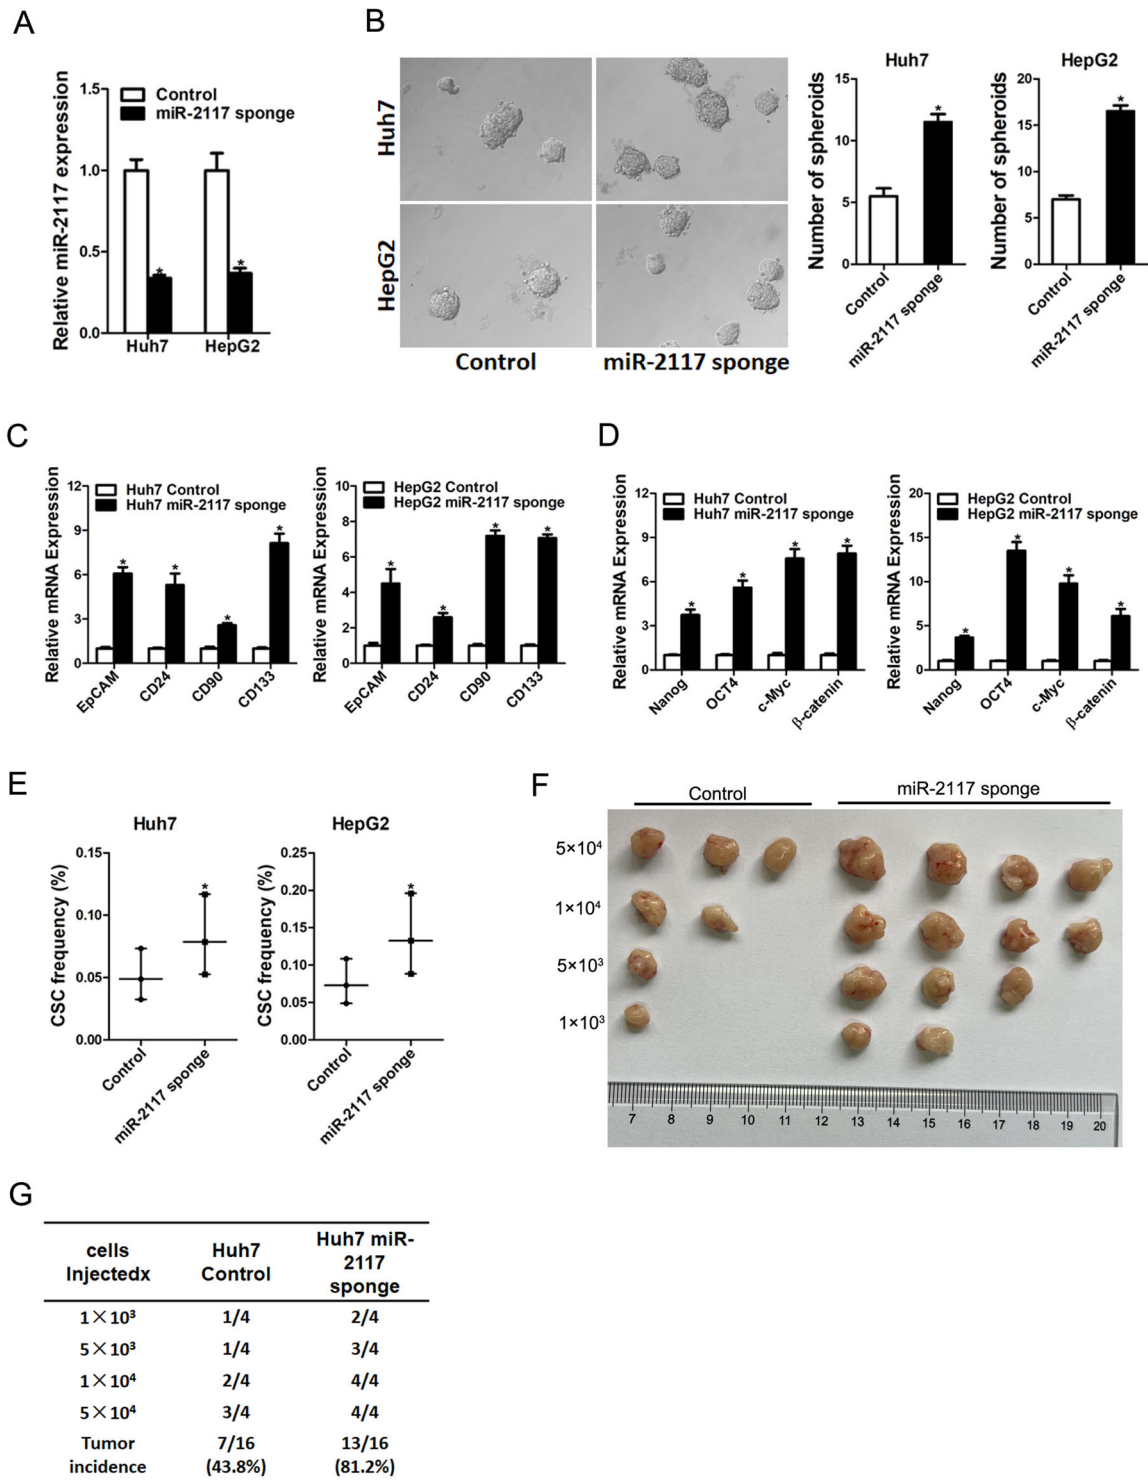 A
Relative miR-2117 expression
1.5
1.0
0.5
0.0
Control
miR-2117 sponge
*
*
Huh7
HepG2
B
Huh7
HepG2
Control
miR-2117 sponge
Huh7
Number of spheroids
15
10
5
0
*
Control
miR-2117 sponge
HepG2
Number of spheroids
20
15
10
5
0
*
Control
miR-2117 sponge
C
Relative mRNA Expression
12
9
6
3
0
Huh7 Control
Huh7 miR-2117 sponge
*
*
*
*
EpCAM
CD24
CD90
CD133
Relative mRNA Expression
10
8
6
4
2
0
HepG2 Control
HepG2 miR-2117 sponge
*
*
*
*
EpCAM
CD24
CD90
CD133
D
Relative mRNA Expression
12
9
6
3
0
Huh7 Control
Huh7 miR-2117 sponge
*
*
*
*
Nanog
OCT4
c-Myc
β-catenin
Relative mRNA Expression
20
15
10
5
0
HepG2 Control
HepG2 miR-2117 sponge
*
*
*
*
Nanog
OCT4
c-Myc
β-catenin
E
Huh7
CSC frequency (%)
0.15
0.10
0.05
0.00
*
Control
miR-2117 sponge
HepG2
CSC frequency (%)
0.25
0.20
0.15
0.10
0.05
0.00
*
Control
miR-2117 sponge
F
Control
miR-2117 sponge
5×10⁴
1×10⁴
5×10³
1×10³
7 8 9 10 11 12 13 15 16 17 18 19 20
G
cells Injectedx
Huh7 Control
Huh7 miR-2117 sponge
1×10³ 1/4 2/4
5×10³ 1/4 3/4
1×10⁴ 2/4 4/4
5×10⁴ 3/4 4/4
Tumor 7/16 13/16
incidence (43.8%) (81.2%)